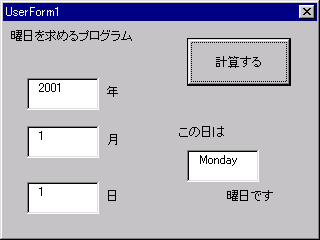 UserForm1
曜日を求めるプログラム
計算する
2001 年
1 月
この日は
Monday
1 日
曜日です